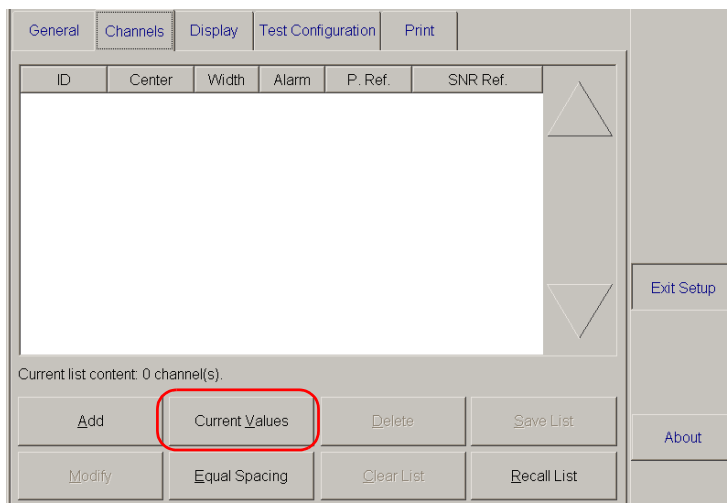 General Channels Display Test Configuration Print
ID Center Width Alarm P. Ref. SNR Ref.
Exit Setup
Current list content: 0 channel(s).
Add Current Values Delete Save List
About
Modify Equal Spacing Clear List Recall List